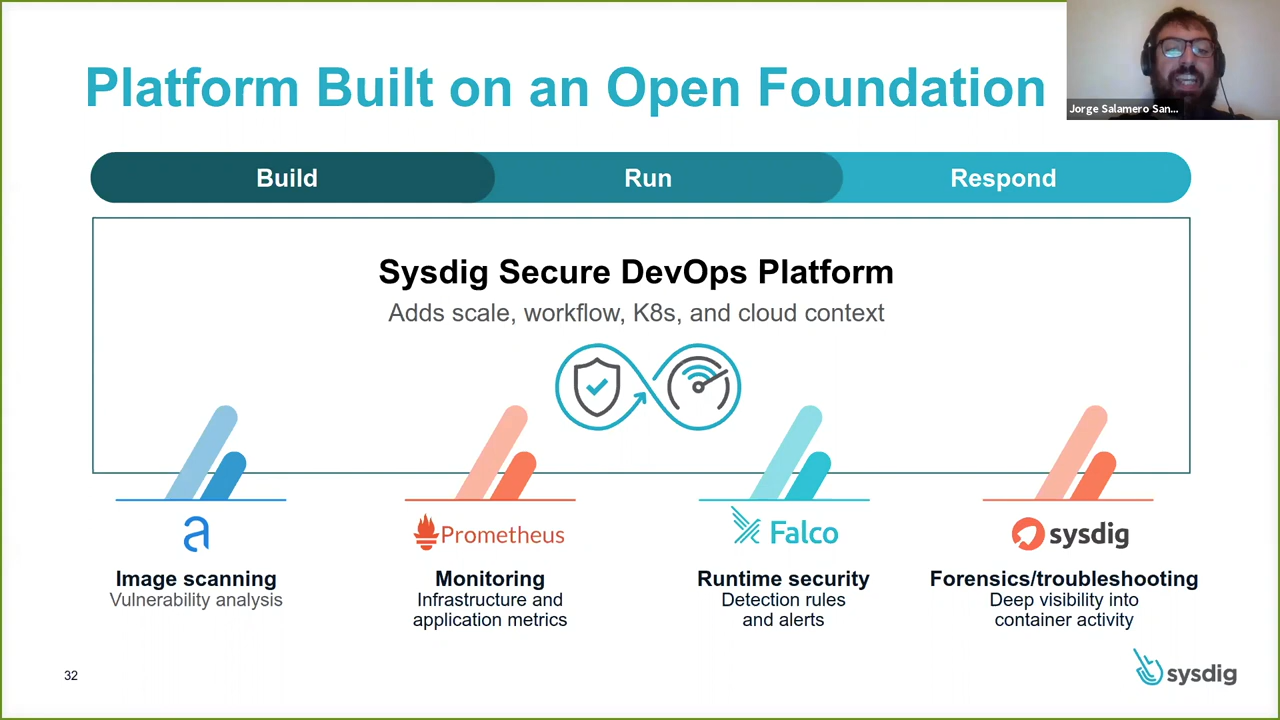 Platform Built on an Open Foundation
Jorge Salamero San...
Build
Run
Respond
Sysdig Secure DevOps Platform
Adds scale, workflow, K8s, and cloud context
a
Prometheus
Falco
sysdig
Image scanning
Vulnerability analysis
Monitoring
Infrastructure and
application metrics
Runtime security
Detection rules
and alerts
Forensics/troubleshooting
Deep visibility into
container activity
32
sysdig